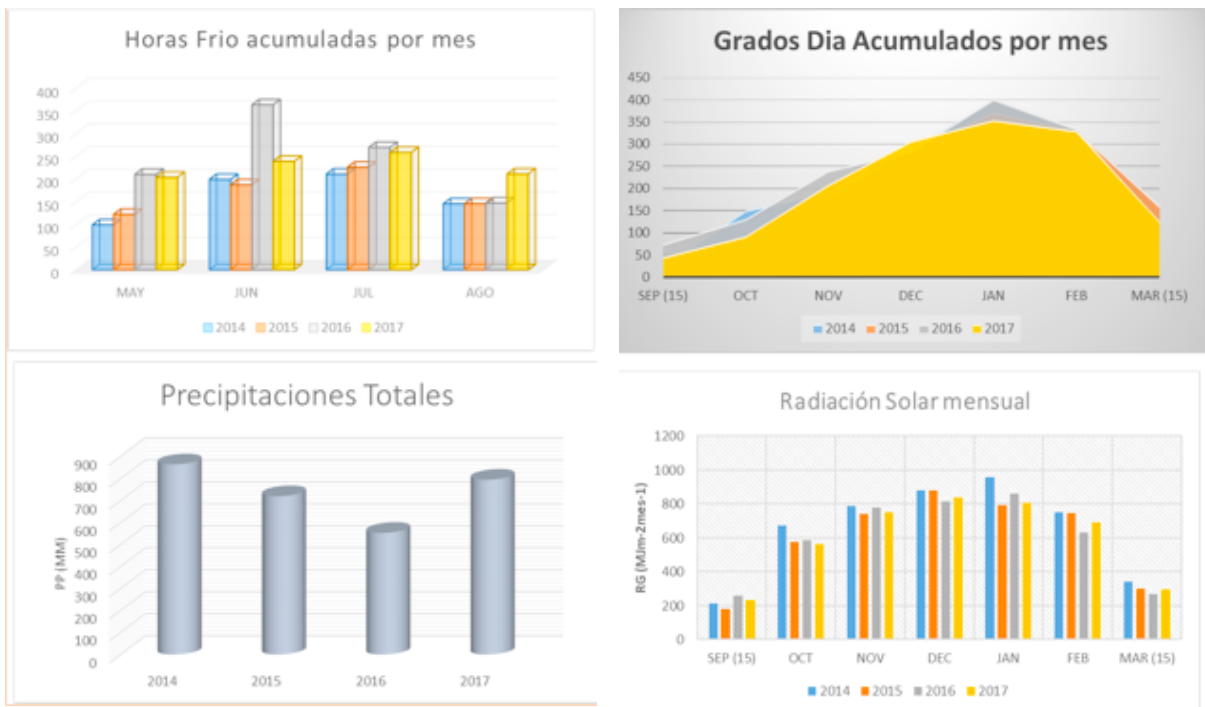 Horas Frio acumuladas por mes
400
350
300
250
200
150
100
50
0
MAY JUN JUL AGO
2014 2015 2016 2017
Grados Dia Acumulados por mes
450
400
350
300
250
200
150
100
50
0
SEP (15) OCT NOV DEC JAN FEB MAR (15)
2014 2015 2016 2017
Precipitaciones Totales
PP (MM)
900
800
700
600
500
400
300
200
100
0
2014 2015 2016 2017
Radiación Solar mensual
RG (MJm-2mes-1)
1200
1000
800
600
400
200
0
SEP (15) OCT NOV DEC JAN FEB MAR (15)
2014 2015 2016 2017